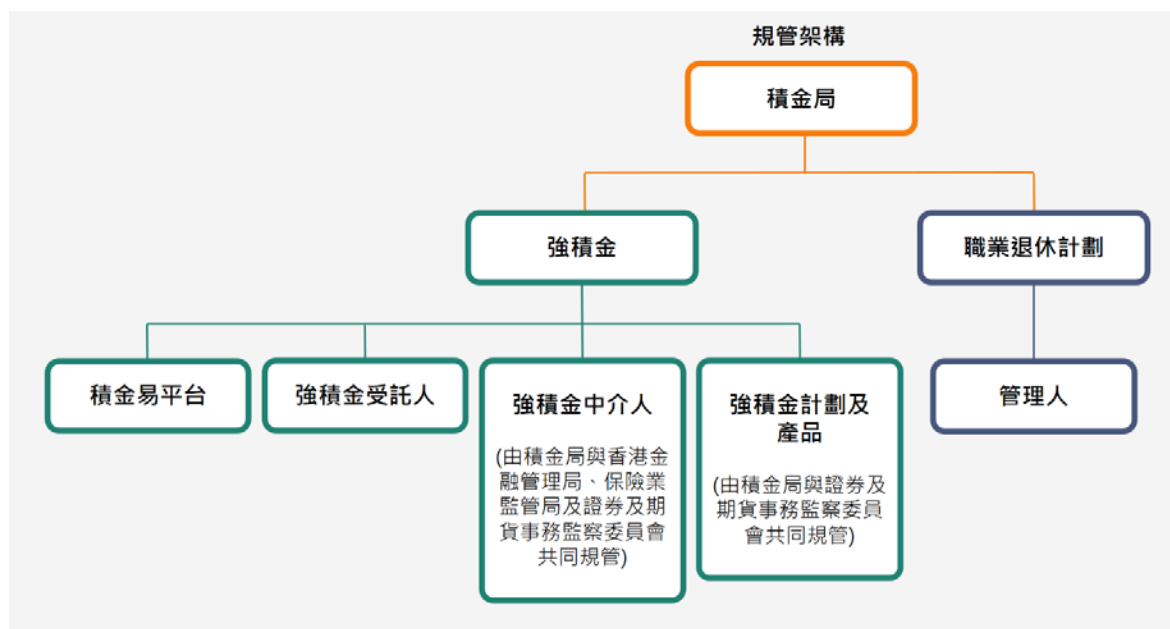 規管架構
積金局
強積金
職業退休計劃
積金易平台
強積金受託人
強積金中介人
(由積金局與香港金
融管理局、保險業
監管局及證券及期
貨事務監察委員會
共同規管)
強積金計劃及
產品
(由積金局與證券及
期貨事務監察委員
會共同規管)
管理人